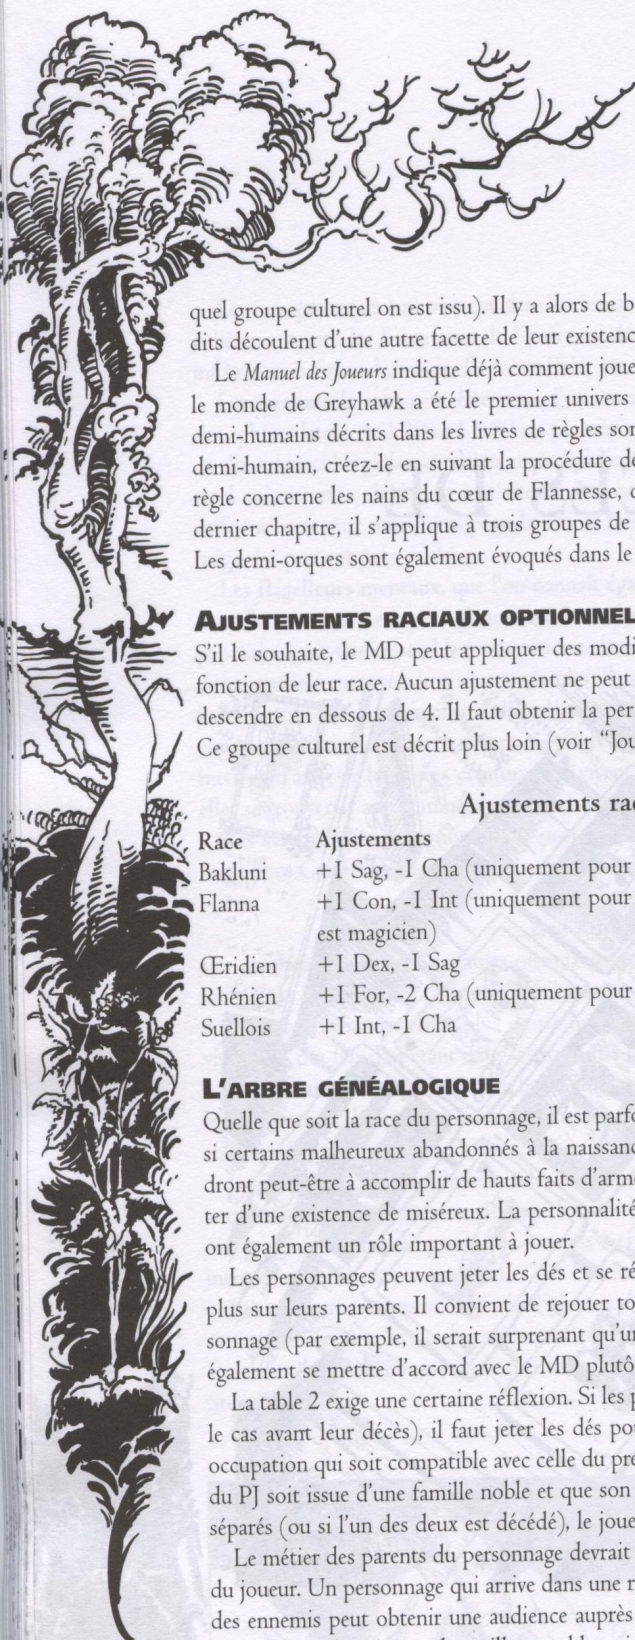 quel groupe culturel on est issu). Il y a alors de b
dits découlent d'une autre facette de leur existenc
Le Manuel des Joueurs indique déjà comment joue
le monde de Greyhawk a été le premier univers
demi-humains décrits dans les livres de règles son
demi-humain, créez-le en suivant la procédure de
règle concerne les nains du cœur de Flannesse, c
dernier chapitre, il s'applique à trois groupes de
Les demi-orques sont également évoqués dans le
AJUSTEMENTS RACIAUX OPTIONNEL
S'il le souhaite, le MD peut appliquer des modi
fonction de leur race. Aucun ajustement ne peut
descendre en dessous de 4. Il faut obtenir la per
Ce groupe culturel est décrit plus loin (voir "Jou
Ajustements rac
Race Ajustements
Bakluni +1 Sag, -1 Cha (uniquement pour
Flanna +1 Con, -1 Int (uniquement pour
est magicien)
Œridien +1 Dex, -1 Sag
Rhénien +1 For, -2 Cha (uniquement pour
Suellois +1 Int, -1 Cha
L'ARBRE GÉNÉALOGIQUE
Quelle que soit la race du personnage, il est parfo
si certains malheureux abandonnés à la naissanc
dront peut-être à accomplir de hauts faits d'arme
ter d'une existence de miséreux. La personnalité
ont également un rôle important à jouer.
Les personnages peuvent jeter les dés et se ré
plus sur leurs parents. Il convient de rejouer to
sonnage (par exemple, il serait surprenant qu'un
également se mettre d'accord avec le MD plutô
La table 2 exige une certaine réflexion. Si les p
le cas avant leur décès), il faut jeter les dés pou
occupation qui soit compatible avec celle du pre
du PJ soit issue d'une famille noble et que son
séparés (ou si l'un des deux est décédé), le joue
Le métier des parents du personnage devrait
du joueur. Un personnage qui arrive dans une r
des ennemis peut obtenir une audience auprès